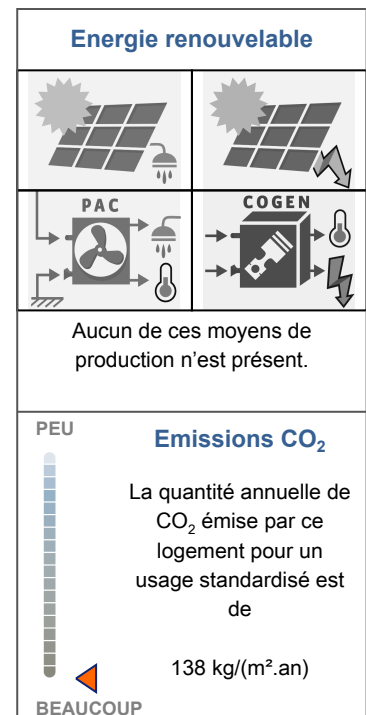 Energie renouvelable
PAC
COGEN
Aucun de ces moyens de
production n'est présent.
PEU
Emissions CO₂
La quantité annuelle de
CO₂ émise par ce
logement pour un
usage standardisé est
de
138 kg/(m².an)
BEAUCOUP